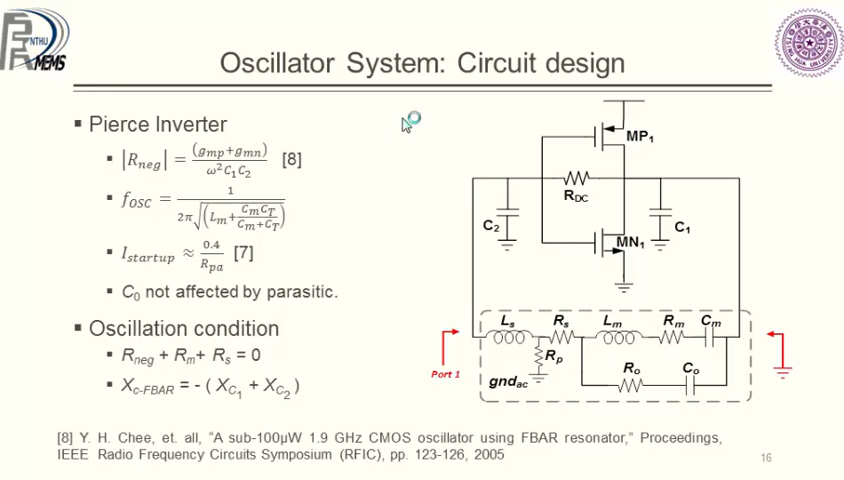 NTHU
MEMS
Oscillator System: Circuit design
▪ Pierce Inverter
▪ |R_neg| = (g_mp+g_mn) / ω²C₁C₂ [8]
▪ f_OSC = 1 / 2π√(L_m + C_mC_T / C_m+C_T)
▪ I_startup ≈ 0.4 / R_pa [7]
▪ C₀ not affected by parasitic.
▪ Oscillation condition
▪ R_neg + R_m+ R_s = 0
▪ X_c-FBAR = - ( X_C₁ + X_C₂ )
MP₁
R_DC
C₂
C₁
MN₁
L_s R_s L_m R_m C_m
R_p
Port 1
gnd_ac
R_o C_o
[8] Y. H. Chee, et. all, “A sub-100µW 1.9 GHz CMOS oscillator using FBAR resonator,” Proceedings,
IEEE Radio Frequency Circuits Symposium (RFIC), pp. 123-126, 2005
16